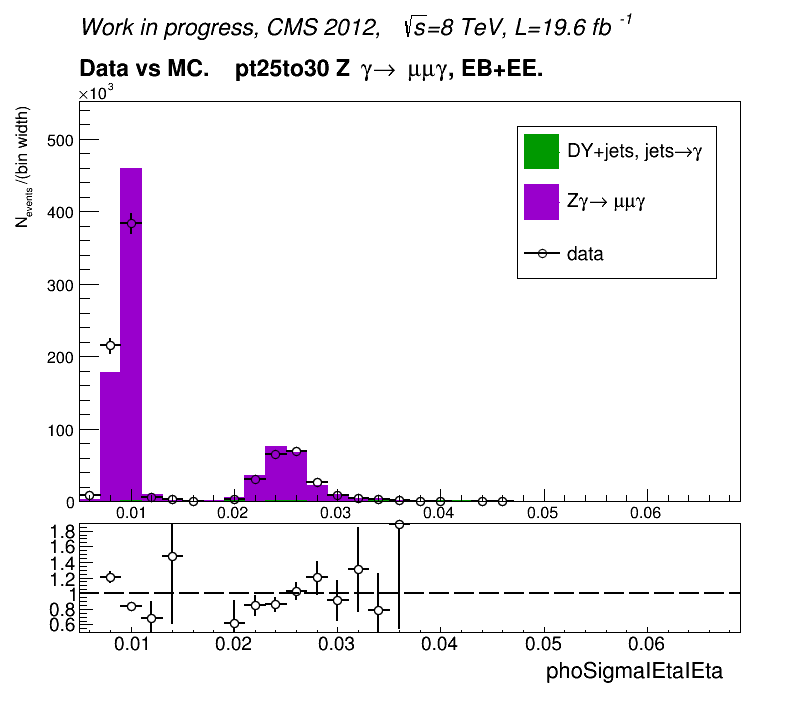 Work in progress, CMS 2012, √s=8 TeV, L=19.6 fb -1
Data vs MC. pt25to30 Z γ→ μμγ, EB+EE.
×10³
N events /(bin width)
500
400
300
200
100
0
DY+jets, jets→γ
Zγ→ μμγ
data
0.01 0.02 0.03 0.04 0.05 0.06
1.8
1.6
1.4
1.2
1
0.8
0.6
0.01 0.02 0.03 0.04 0.05 0.06
phoSigmaIEtaIEta